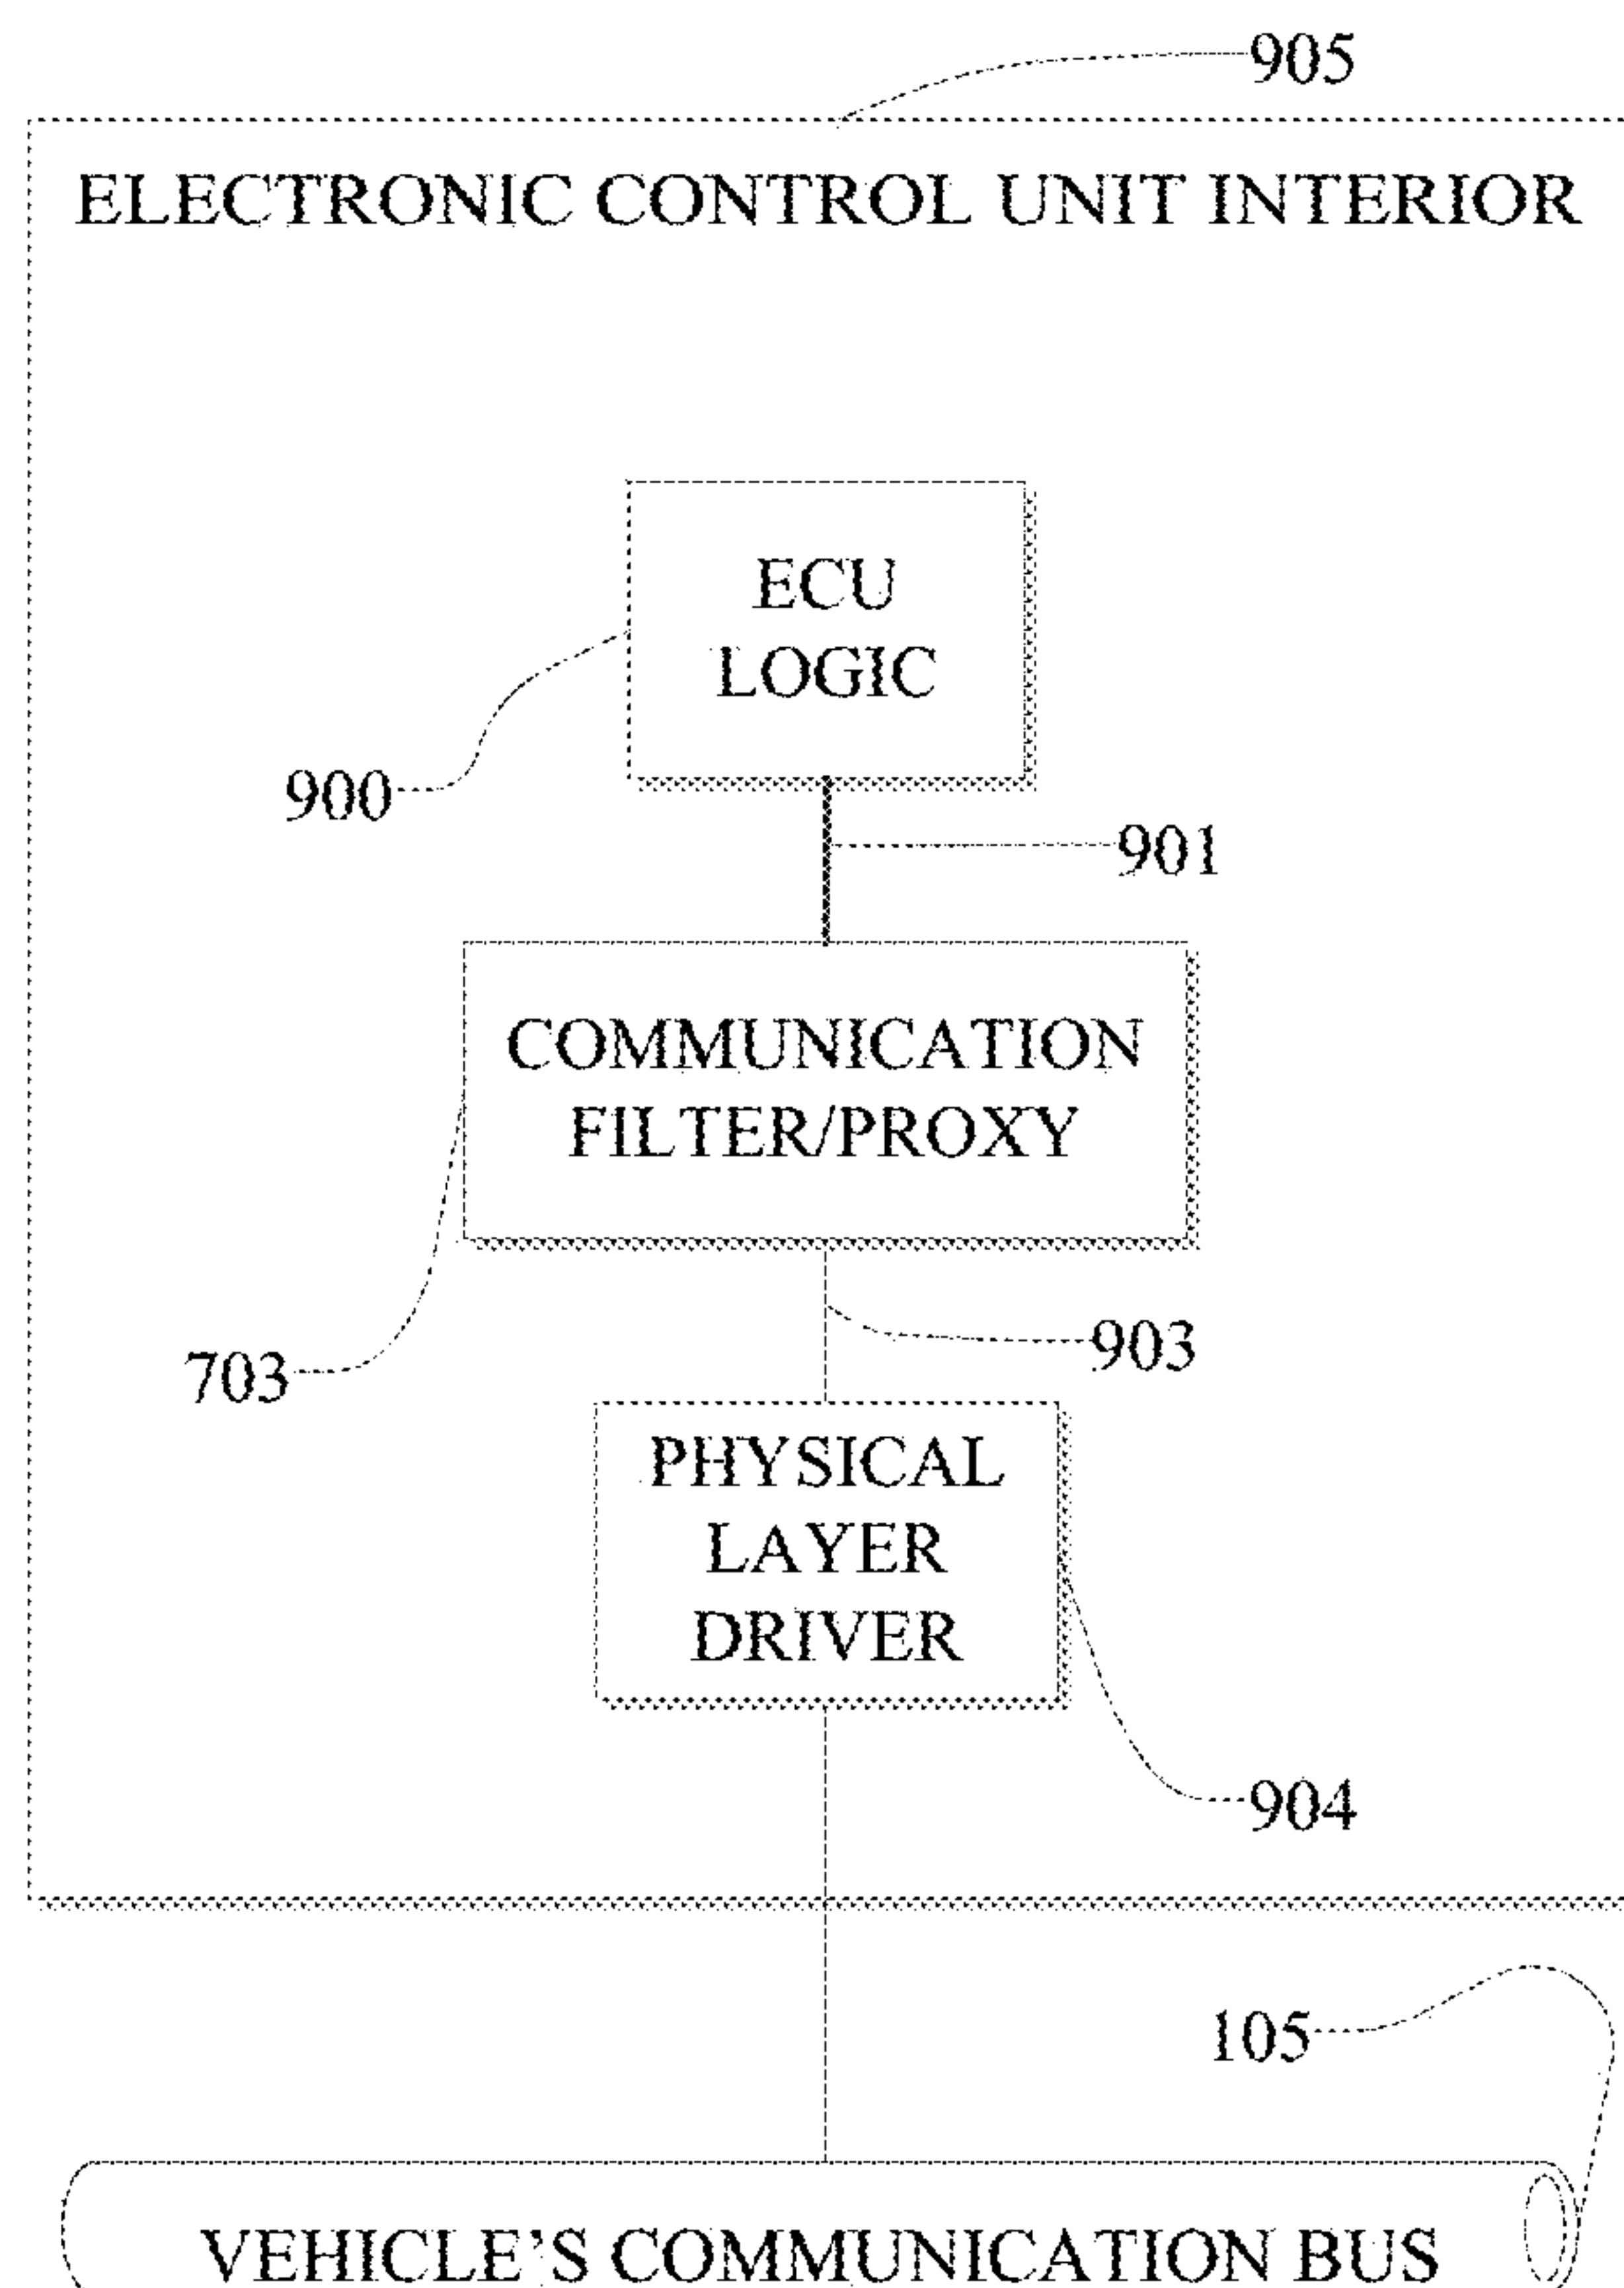 905
ELECTRONIC CONTROL UNIT INTERIOR
ECU
LOGIC
900
901
COMMUNICATION
FILTER/PROXY
703
903
PHYSICAL
LAYER
DRIVER
904
105
VEHICLE'S COMMUNICATION BUS